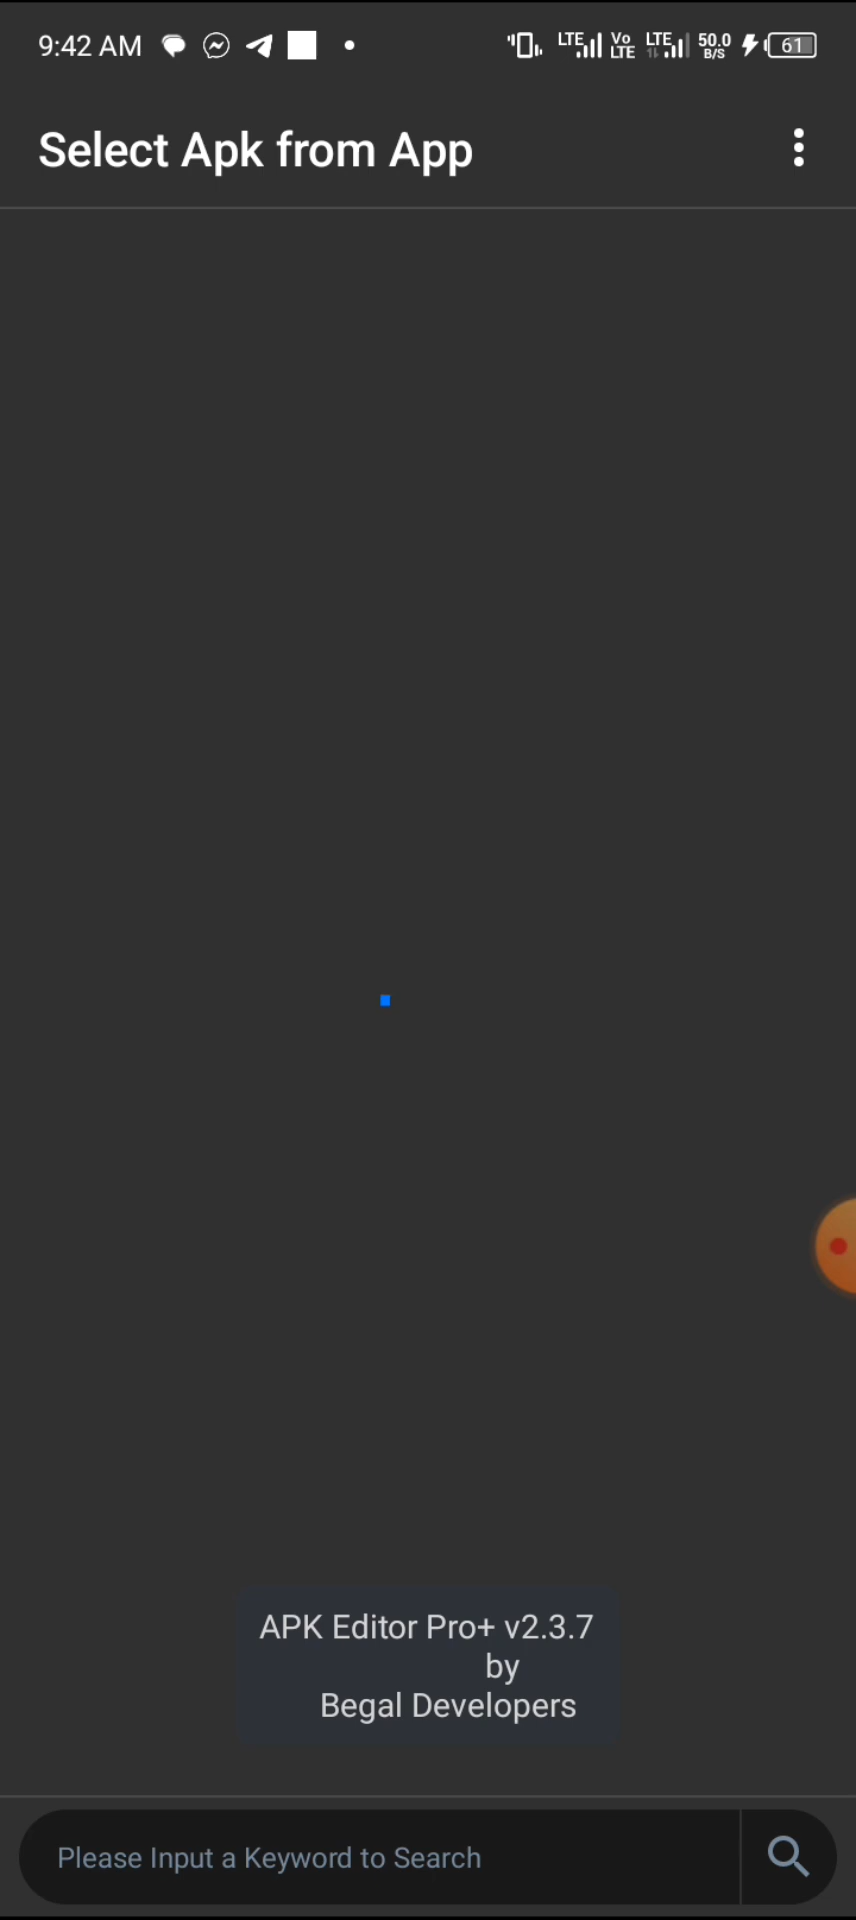 9:42 AM LTE Vo LTE LTE 50.0 B/S 61
Select Apk from App
APK Editor Pro+ v2.3.7
by
Begal Developers
Please Input a Keyword to Search